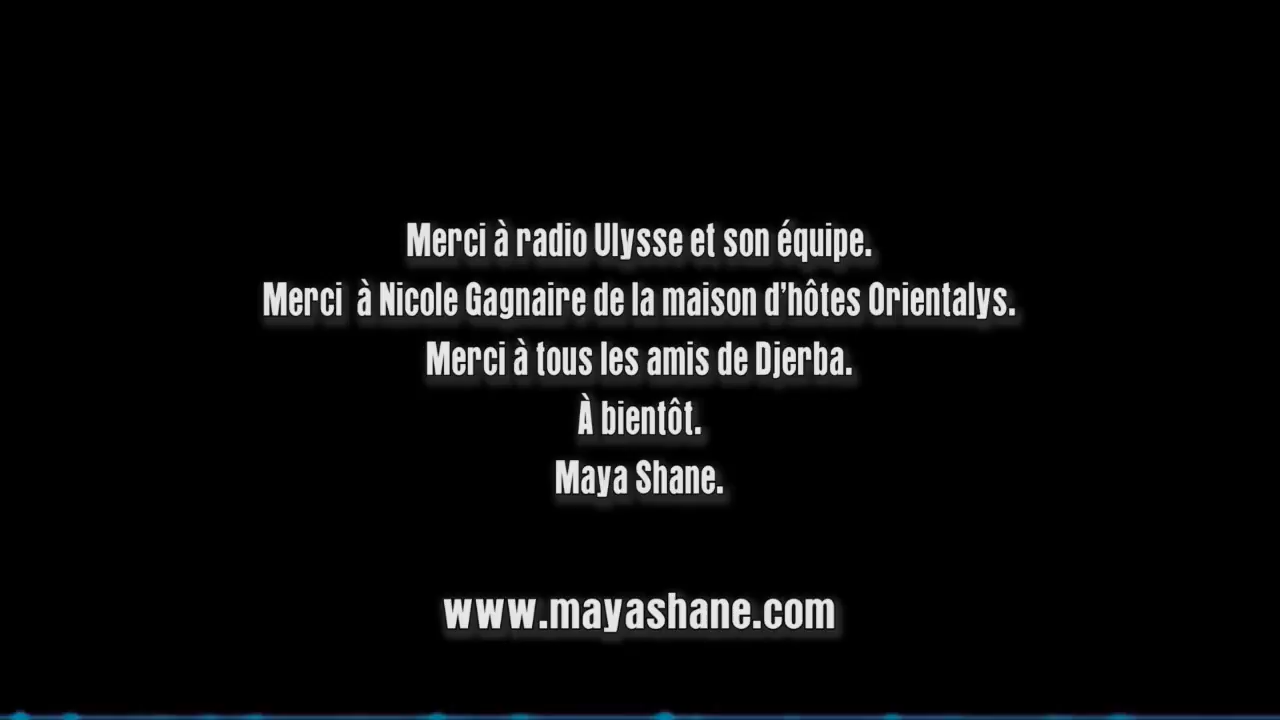 Merci à radio Ulysse et son équipe.
Merci  à Nicole Gagnaire de la maison d’hôtes Orientalys.
Merci à tous les amis de Djerba.
À bientôt.
Maya Shane.
www.mayashane.com